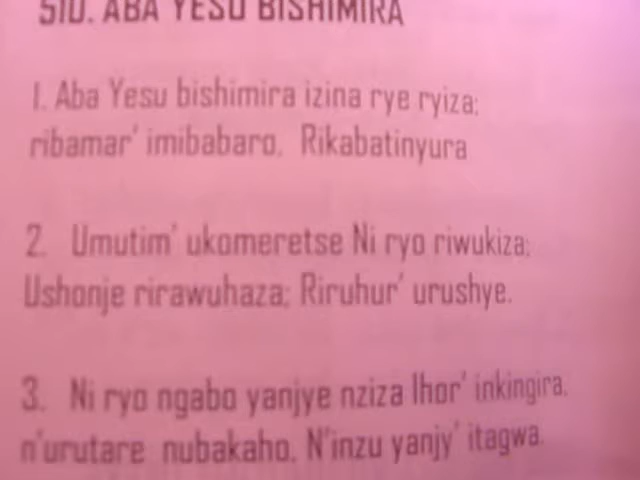 510. ABA YESU BISHIMIRA
1. Aba Yesu bishimira izina rye ryiza;
ribamar' imibabaro. Rikabatinyura
2. Umutim' ukomeretse Ni ryo riwukiza;
Ushonje rirawuhaza; Riruhur' urushye.
3. Ni ryo ngabo yanjye nziza Ihor' inkingira.
n'urutare nubakaho. N'inzu yanjy' itagwa.